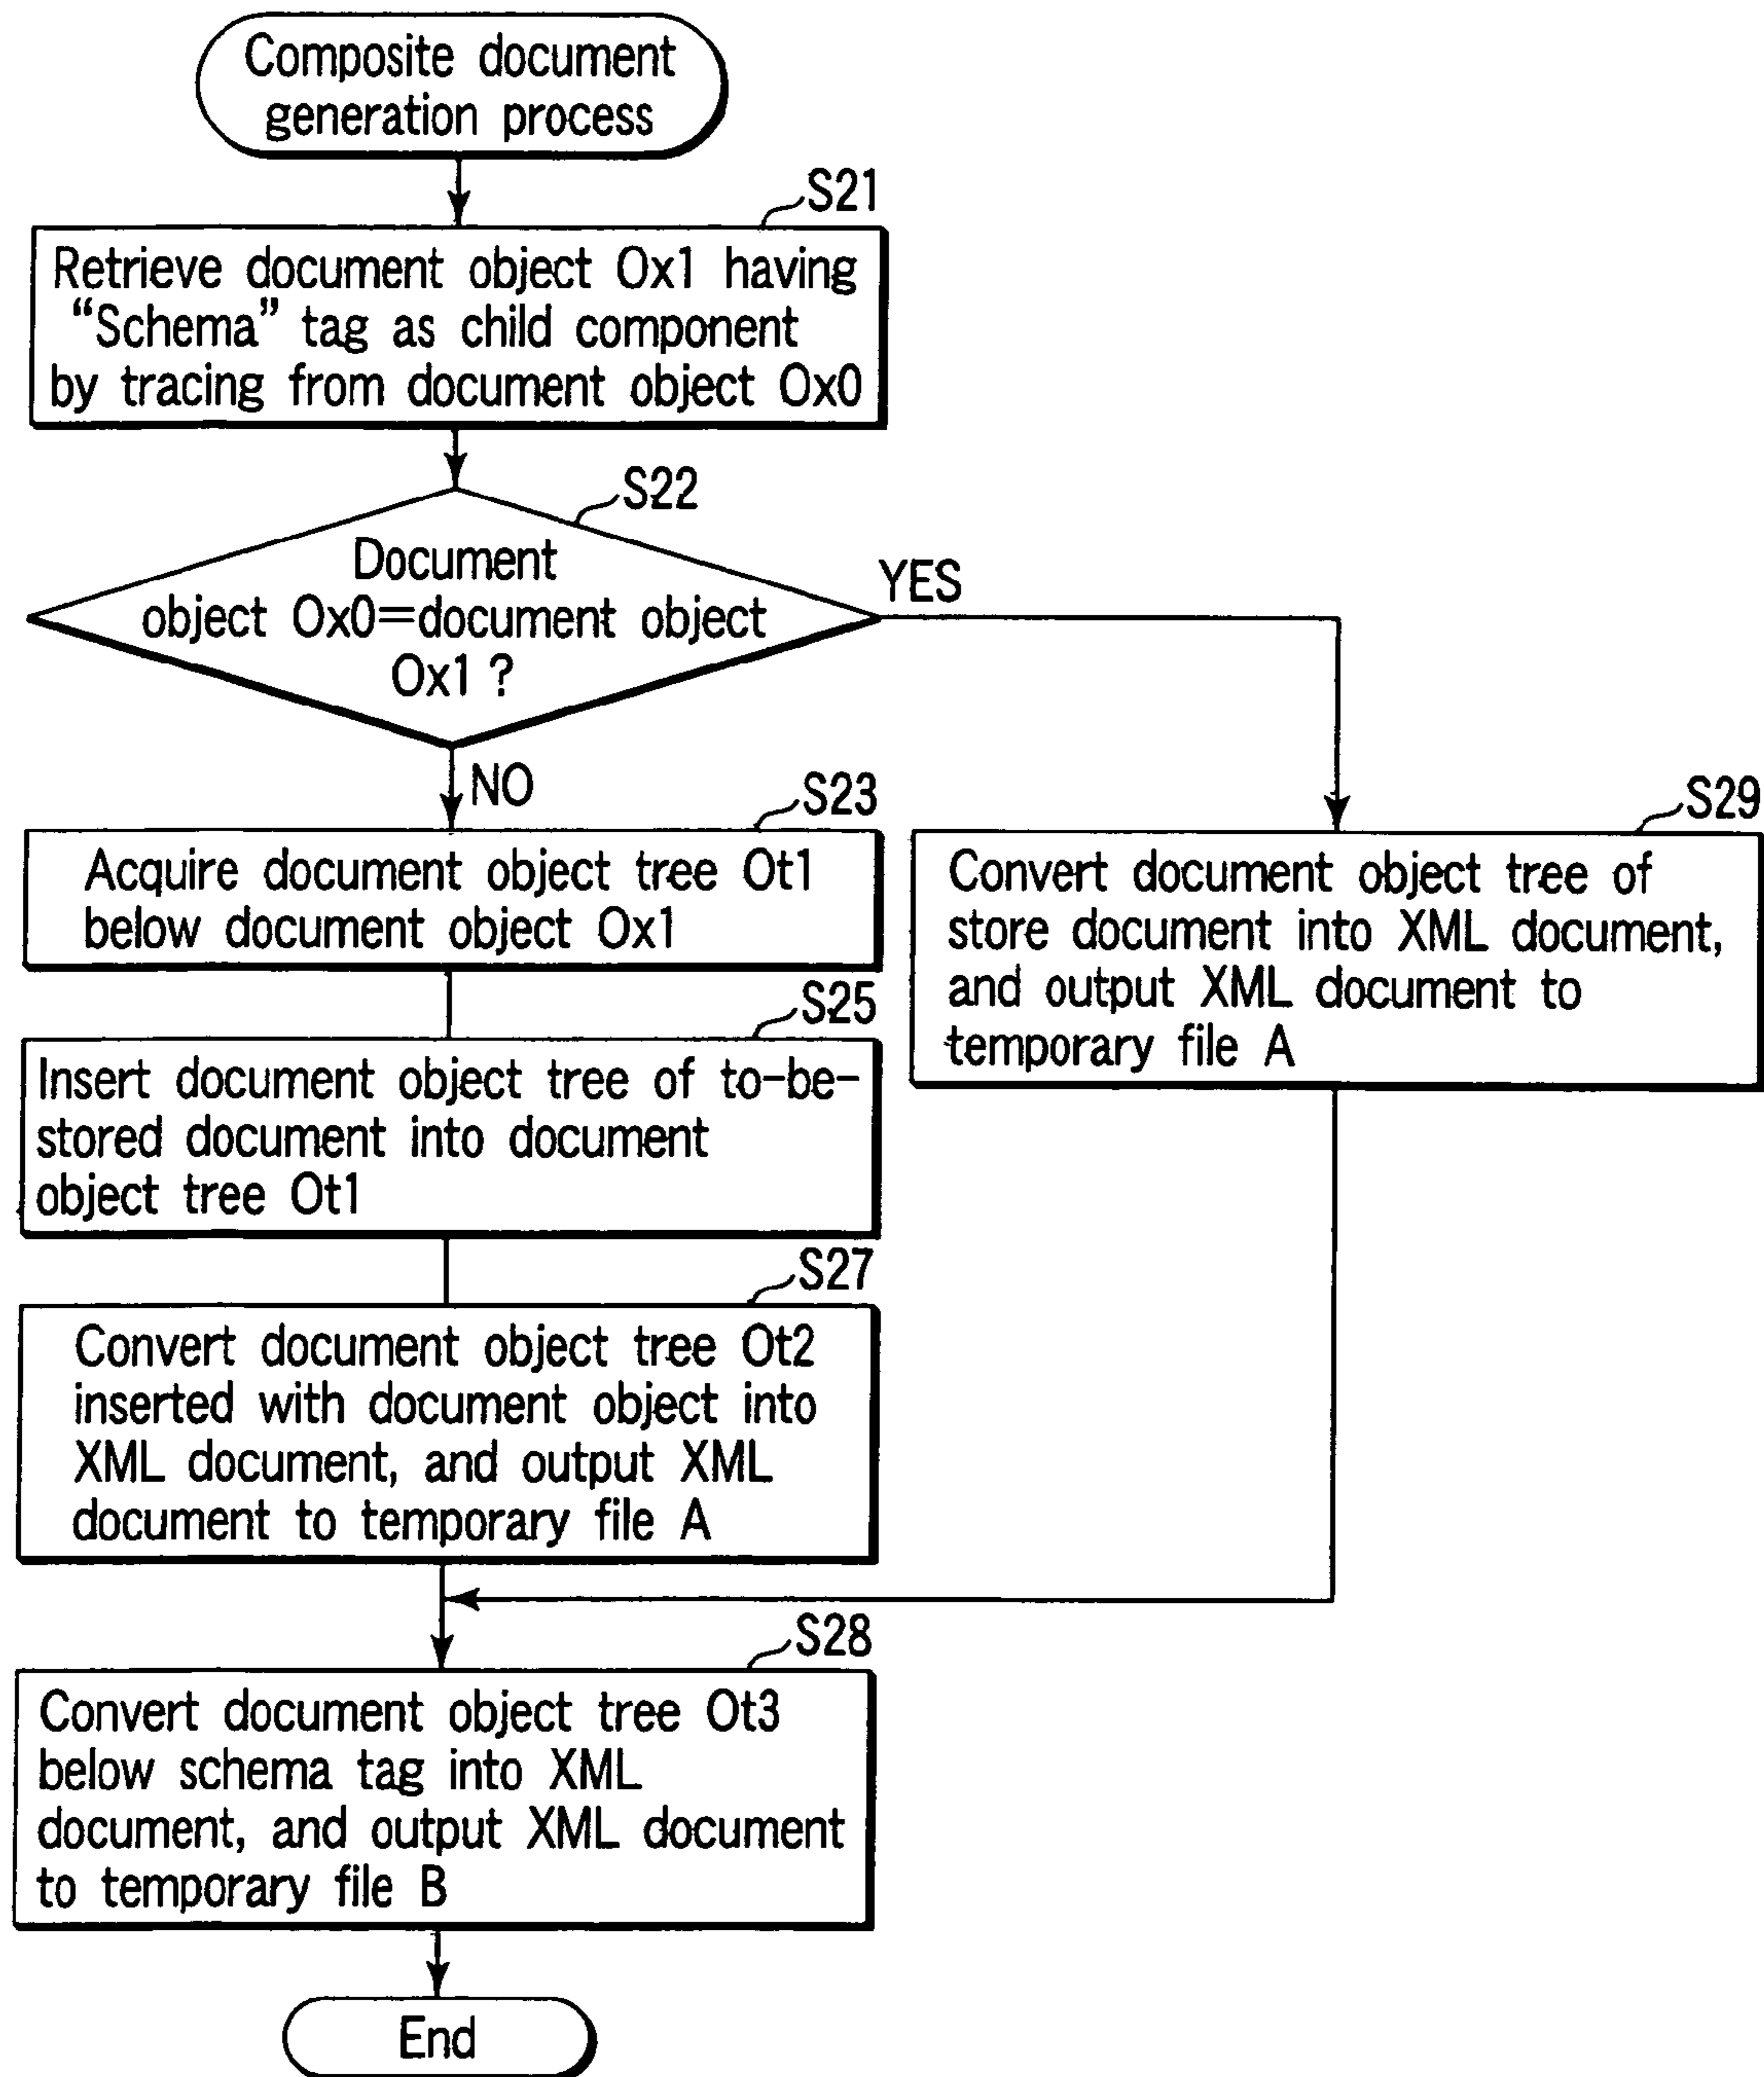 Composite document
generation process
S21
Retrieve document object Ox1 having
“Schema” tag as child component
by tracing from document object Ox0
S22
Document
object Ox0=document object
Ox1 ?
YES
NO
S23
Acquire document object tree Ot1
below document object Ox1
S29
Convert document object tree of
store document into XML document,
and output XML document to
temporary file A
S25
Insert document object tree of to-be-
stored document into document
object tree Ot1
S27
Convert document object tree Ot2
inserted with document object into
XML document, and output XML
document to temporary file A
S28
Convert document object tree Ot3
below schema tag into XML
document, and output XML document
to temporary file B
End